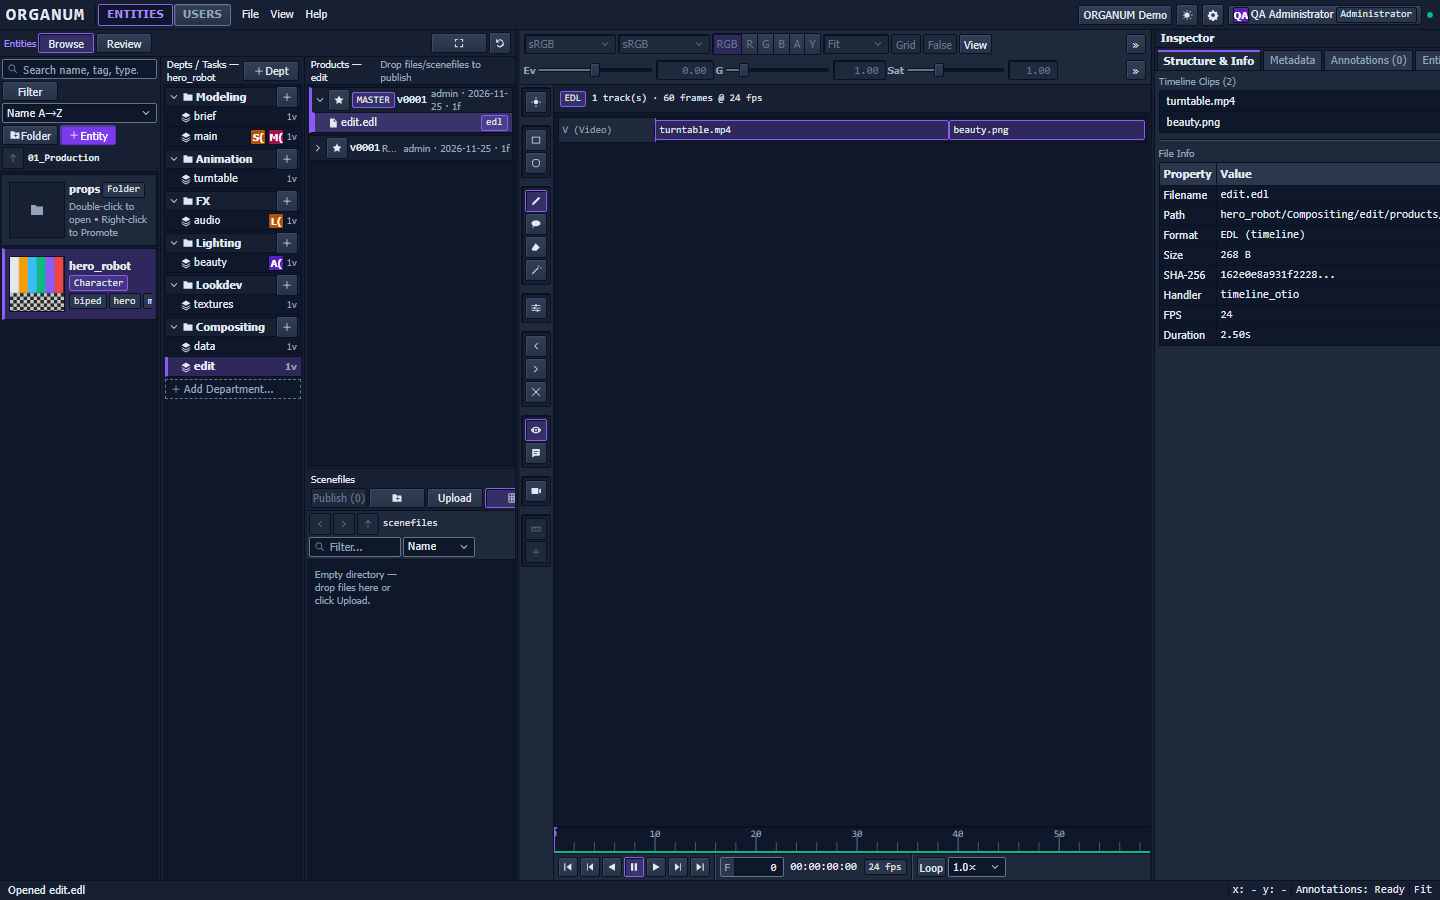 ORGANUM ENTITIES USERS File View Help ORGANUM Demo QA QA Administrator Administrator
Entities Browse Review
Search name, tag, type.
Filter
Name A→Z
Folder + Entity
01_Production
props Folder
Double-click to
open • Right-click
to Promote
hero_robot
Character
biped hero
Depts / Tasks —
hero_robot
+ Dept
Modeling
brief 1v
main S( M( 1v
Animation
turntable 1v
FX
audio L( 1v
Lighting
beauty A( 1v
Lookdev
textures 1v
Compositing
data 1v
edit 1v
+ Add Department...
Products —
edit
Drop files/scenefiles to
publish
MASTER v0001 admin · 2026-11-
25 · 1f
edit.edl edl
v0001 R... admin · 2026-11-25 · 1f
Scenefiles
Publish (0) Upload
scenefiles
Filter... Name
Empty directory —
drop files here or
click Upload.
sRGB sRGB RGB R G B A Y Fit Grid False View »
Ev 0.00 G 1.00 Sat 1.00 »
EDL 1 track(s) · 60 frames @ 24 fps
V (Video) turntable.mp4 beauty.png
10 20 30 40 50
F 0 00:00:00:00 24 fps Loop 1.0×
Inspector
Structure & Info Metadata Annotations (0) Enti
Timeline Clips (2)
turntable.mp4
beauty.png
File Info
Property Value
Filename edit.edl
Path hero_robot/Compositing/edit/products/
Format EDL (timeline)
Size 268 B
SHA-256 162e0e8a931f2228...
Handler timeline_otio
FPS 24
Duration 2.50s
Opened edit.edl x: - y: - Annotations: Ready Fit